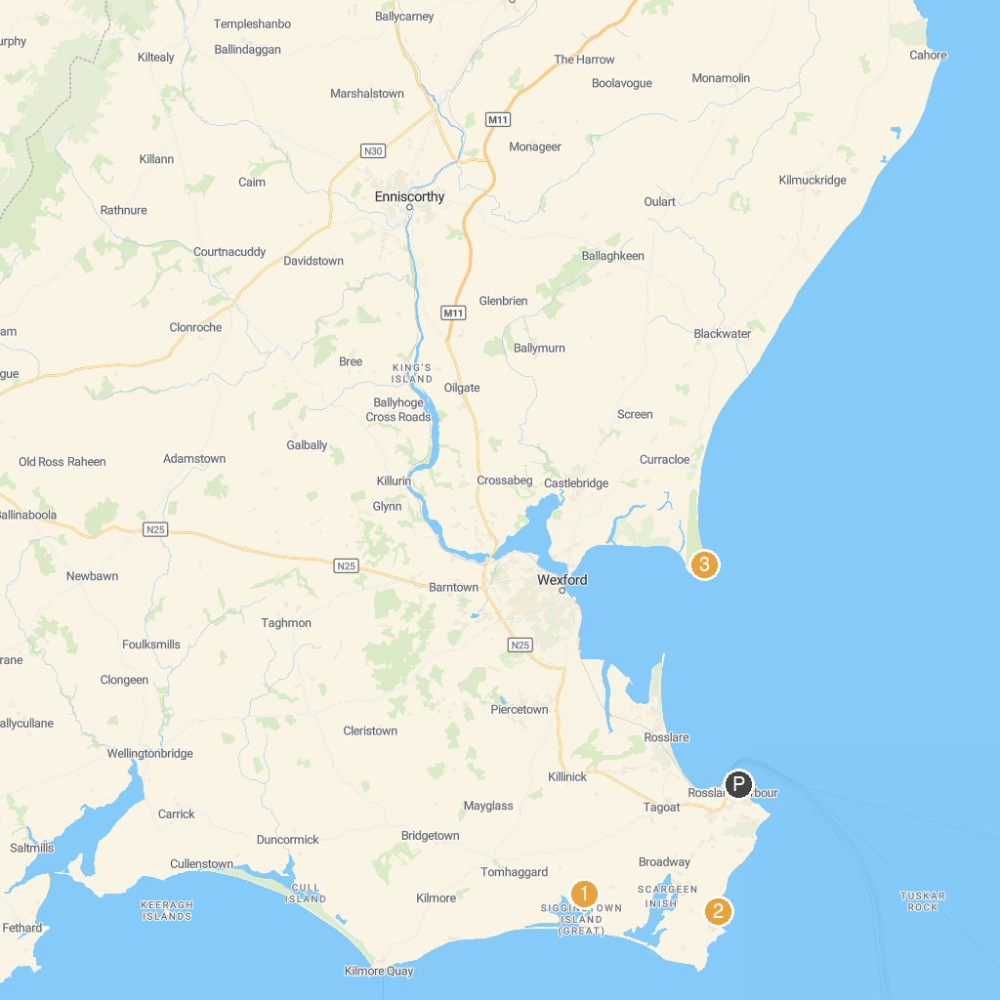 Ballycarney
Templeshanbo
Ballindaggan
Kiltealy
Cahore
The Harrow
Monamolin
Boolavogue
Marshalstown
M11
Monageer
N30
Killann
Caim
Kilmuckridge
Enniscorthy
Oulart
Rathnure
Courtnacuddy
Davidstown
Ballaghkeen
Glenbrien
M11
Clonroche
am
Blackwater
Ballymurn
Bree
KING'S
ISLAND
gue
Oilgate
Ballyhoge
Cross Roads
Screen
Galbally
Old Ross Raheen
Adamstown
Curracloe
Killurin
Crossabeg
Castlebridge
Glynn
Ballinaboola
N25
N25
3
Newbawn
Barntown
Wexford
Taghmon
Foulksmills
N25
rane
Clongeen
Piercetown
allycullane
Cleristown
Rosslare
Wellingtonbridge
Killinick
P
Mayglass
Tagoat
Carrick
Bridgetown
Duncormick
Saltmills
Cullenstown
Tomhaggard
Broadway
CULL
ISLAND
Kilmore
1
SCARGEEN
INISH
TUSKAR
ROCK
KEERAGH
ISLANDS
2
ISLAND
(GREAT)
Fethard
Kilmore Quay